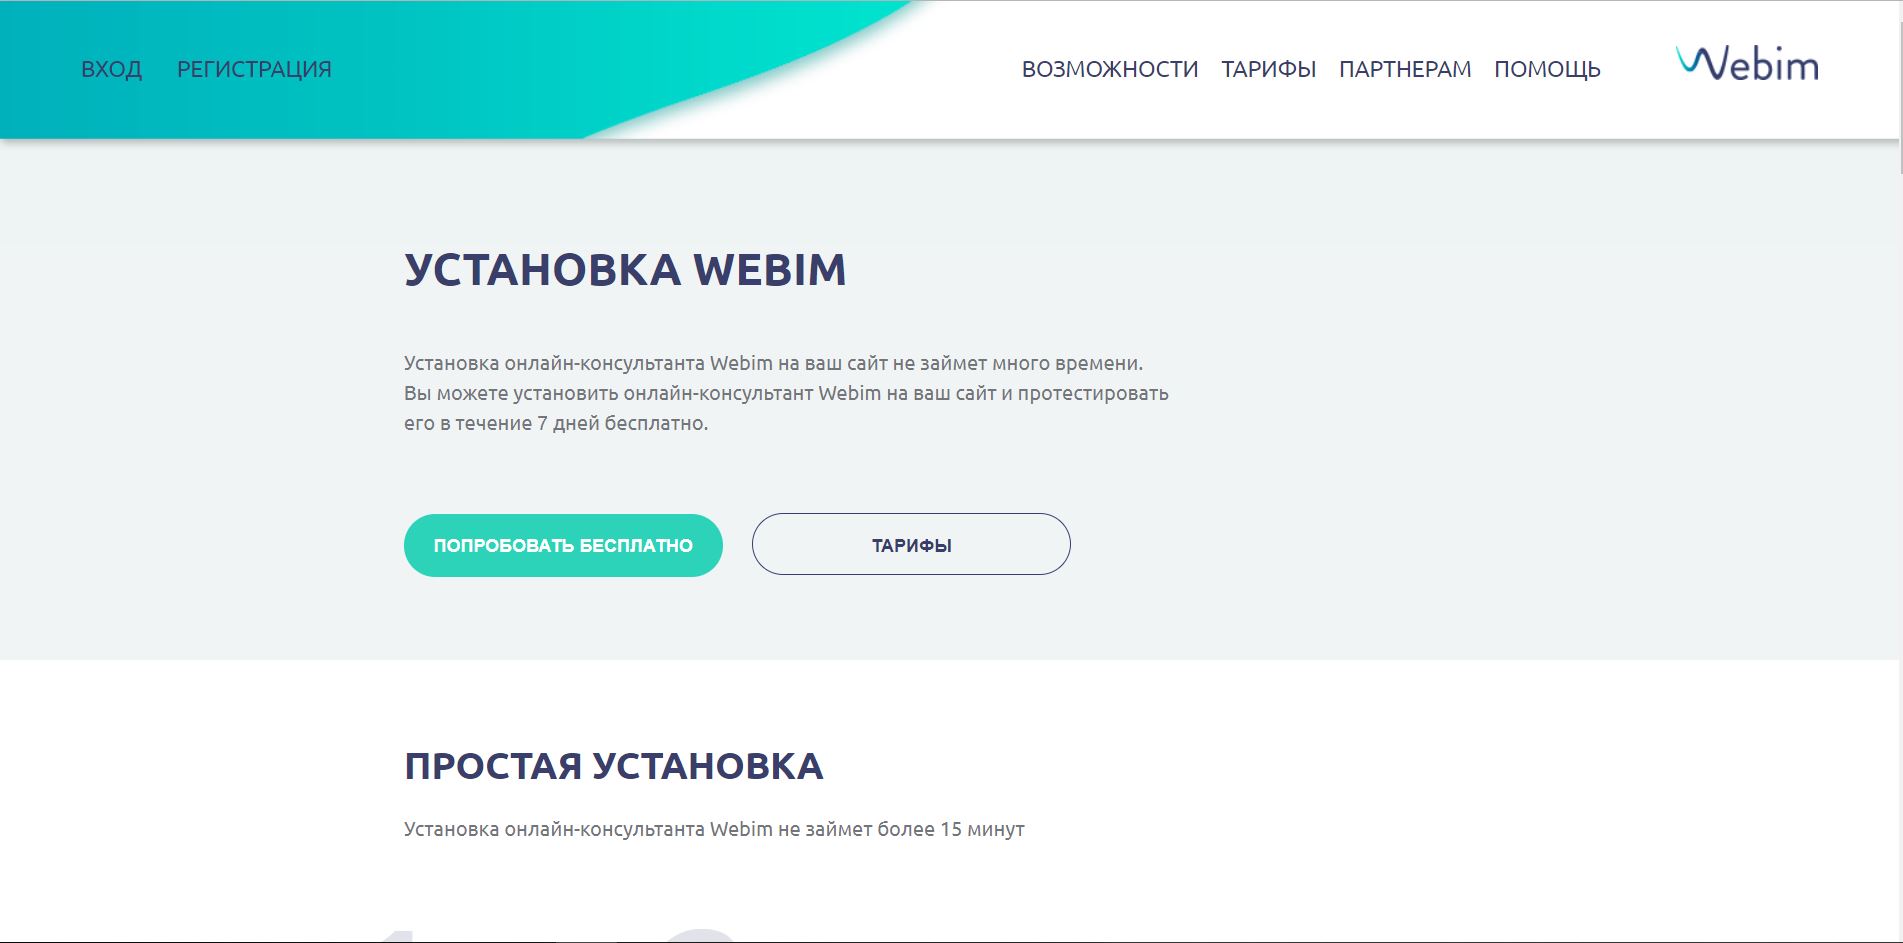 ВХОД РЕГИСТРАЦИЯ ВОЗМОЖНОСТИ ТАРИФЫ ПАРТНЕРАМ ПОМОЩЬ Webim
УСТАНОВКА WEBIM
Установка онлайн-консультанта Webim на ваш сайт не займет много времени.
Вы можете установить онлайн-консультант Webim на ваш сайт и протестировать
его в течение 7 дней бесплатно.
ПОПРОБОВАТЬ БЕСПЛАТНО ТАРИФЫ
ПРОСТАЯ УСТАНОВКА
Установка онлайн-консультанта Webim не займет более 15 минут